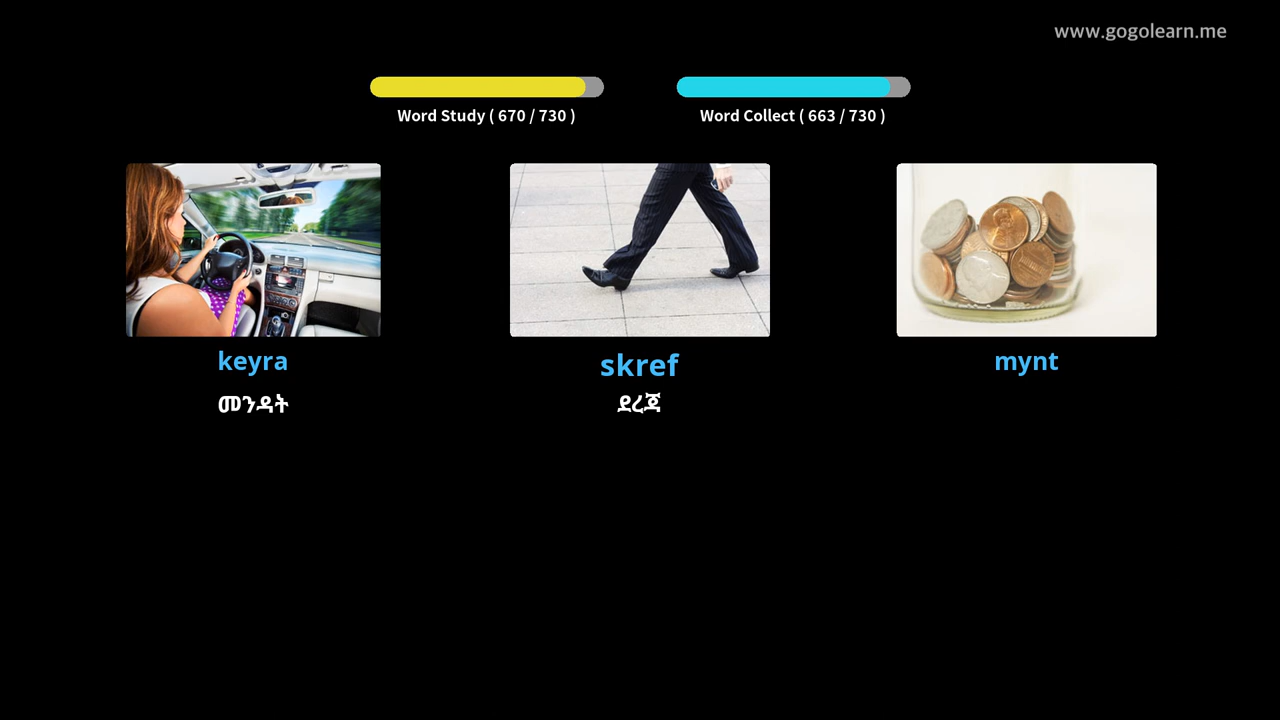 www.gogolearn.me
Word Study ( 670 / 730 )
Word Collect ( 663 / 730 )
keyra
skref
mynt
መንዳት
ደረጃ